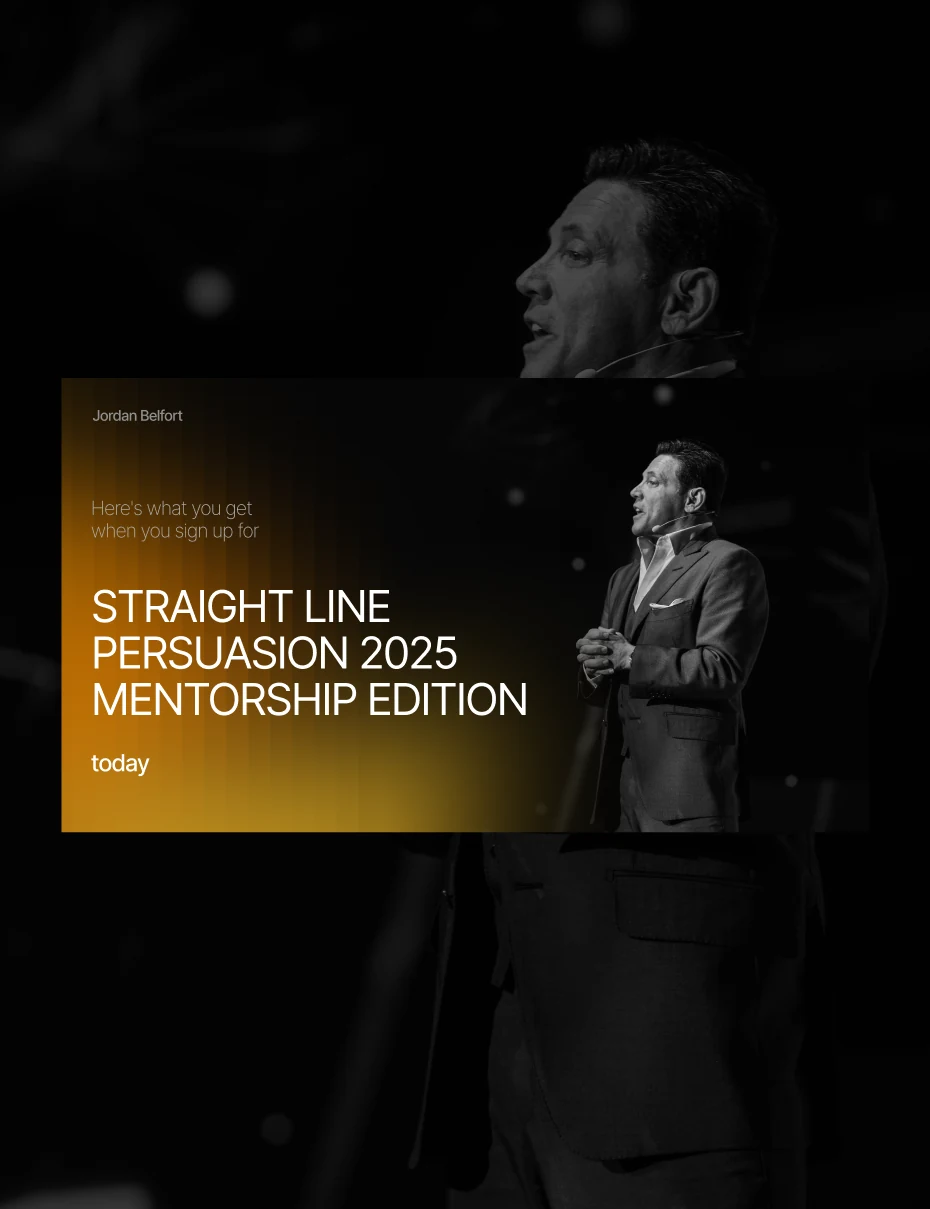 Jordan Belfort
Here's what you get
when you sign up for
STRAIGHT LINE
PERSUASION 2025
MENTORSHIP EDITION
today